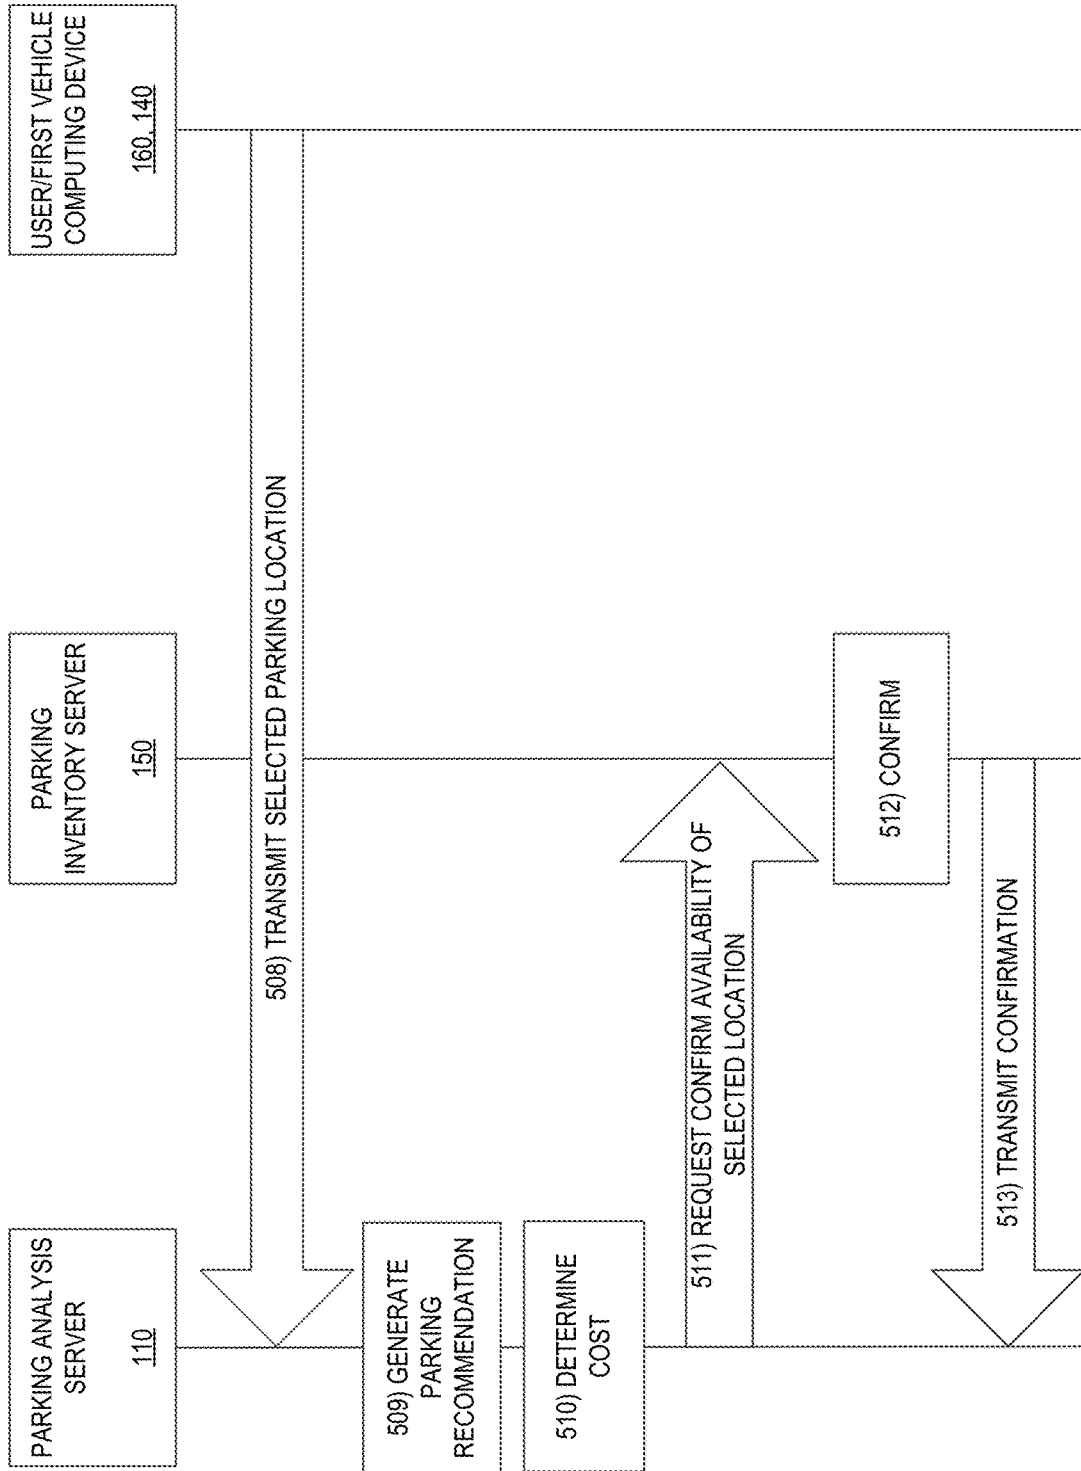 PARKING ANALYSIS
SERVER
110
PARKING
INVENTORY SERVER
150
USER/FIRST VEHICLE
COMPUTING DEVICE
160, 140
508) TRANSMIT SELECTED PARKING LOCATION
509) GENERATE
PARKING
RECOMMENDATION
510) DETERMINE
COST
511) REQUEST CONFIRM AVAILABILITY OF
SELECTED LOCATION
512) CONFIRM
513) TRANSMIT CONFIRMATION